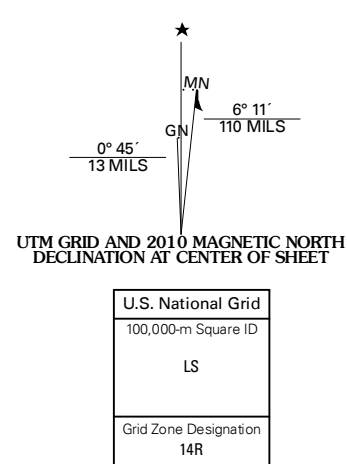 ★
MN
6° 11´
110 MILS
GN
0° 45´
13 MILS
UTM GRID AND 2010 MAGNETIC NORTH
DECLINATION AT CENTER OF SHEET
U.S. National Grid
100,000-m Square ID
LS
Grid Zone Designation
14R